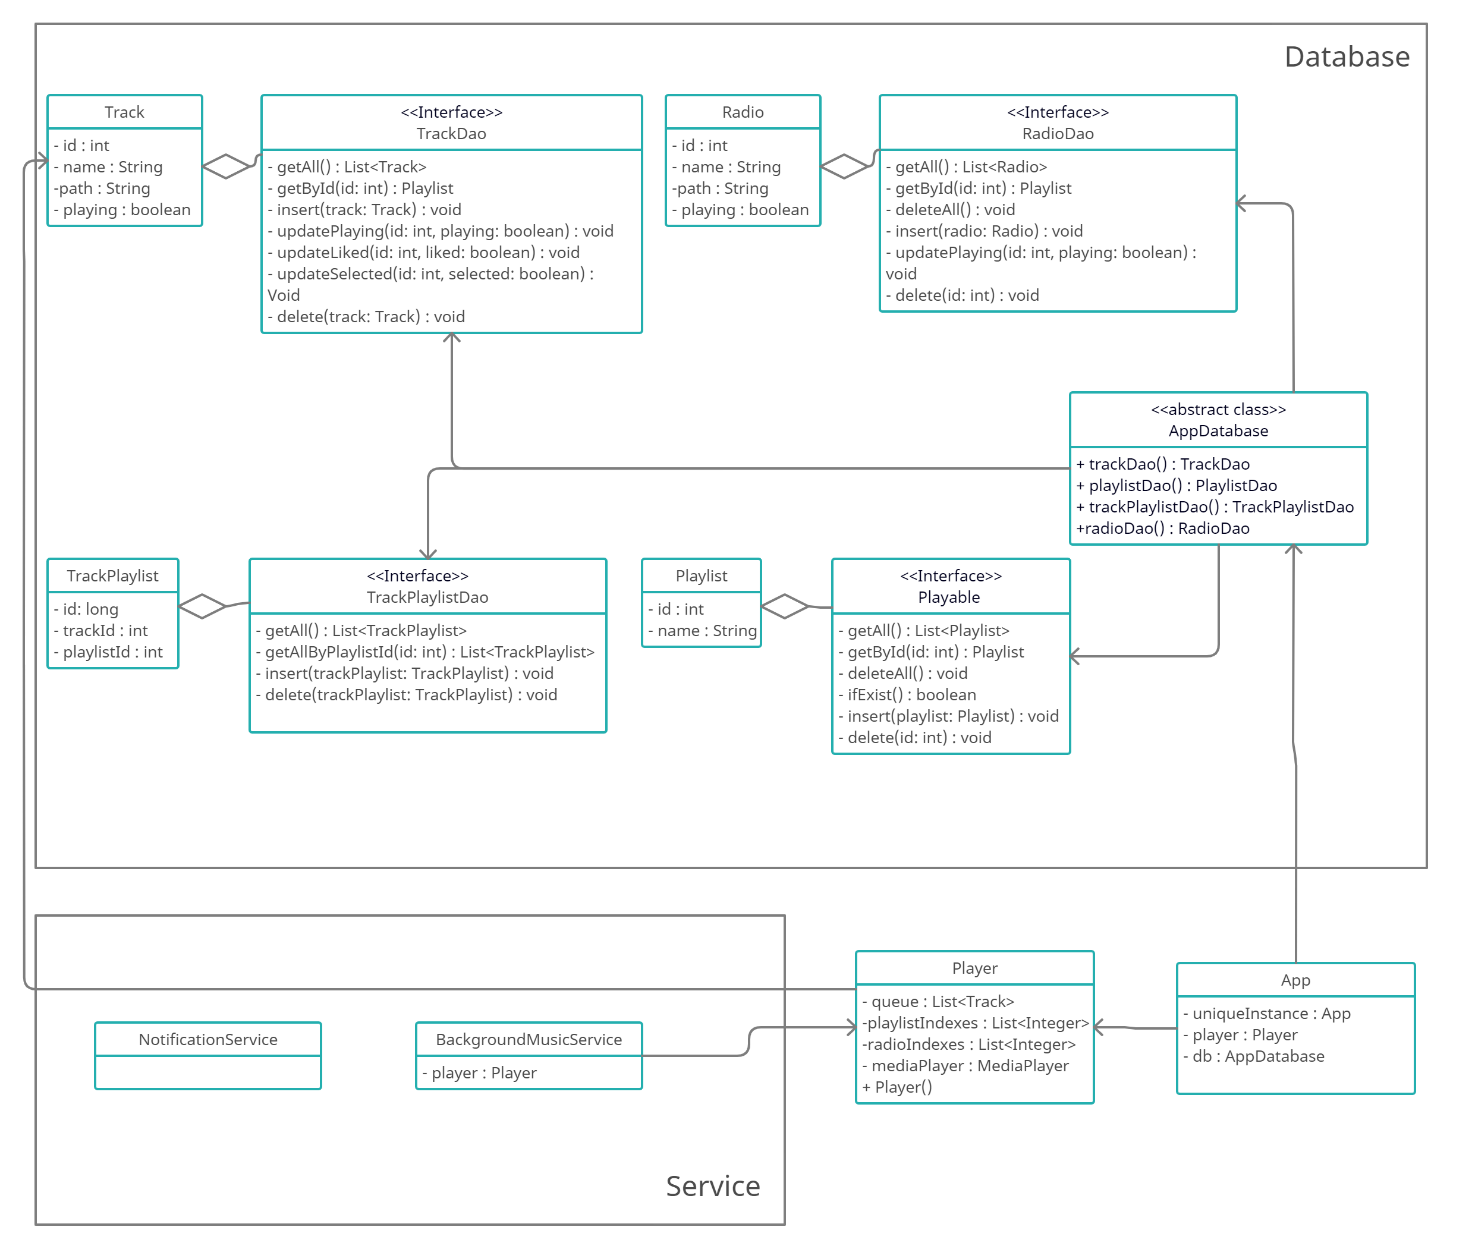 Database
Track
- id : int
- name : String
-path : String
- playing : boolean
<<Interface>>
TrackDao
- getAll() : List<Track>
- getById(id: int) : Playlist
- insert(track: Track) : void
- updatePlaying(id: int, playing: boolean) : void
- updateLiked(id: int, liked: boolean) : void
- updateSelected(id: int, selected: boolean) :
Void
- delete(track: Track) : void
Radio
- id : int
- name : String
-path : String
- playing : boolean
<<Interface>>
RadioDao
- getAll() : List<Radio>
- getById(id: int) : Playlist
- deleteAll() : void
- insert(radio: Radio) : void
- updatePlaying(id: int, playing: boolean) :
void
- delete(id: int) : void
<<abstract class>>
AppDatabase
+ trackDao() : TrackDao
+ playlistDao() : PlaylistDao
+ trackPlaylistDao() : TrackPlaylistDao
+radioDao() : RadioDao
TrackPlaylist
- id: long
- trackId : int
- playlistId : int
<<Interface>>
TrackPlaylistDao
- getAll() : List<TrackPlaylist>
- getAllByPlaylistId(id: int) : List<TrackPlaylist>
- insert(trackPlaylist: TrackPlaylist) : void
- delete(trackPlaylist: TrackPlaylist) : void
Playlist
- id : int
- name : String
<<Interface>>
Playable
- getAll() : List<Playlist>
- getById(id: int) : Playlist
- deleteAll() : void
- ifExist() : boolean
- insert(playlist: Playlist) : void
- delete(id: int) : void
NotificationService
BackgroundMusicService
- player : Player
Service
Player
- queue : List<Track>
-playlistIndexes : List<Integer>
-radioIndexes : List<Integer>
- mediaPlayer : MediaPlayer
+ Player()
App
- uniqueInstance : App
- player : Player
- db : AppDatabase